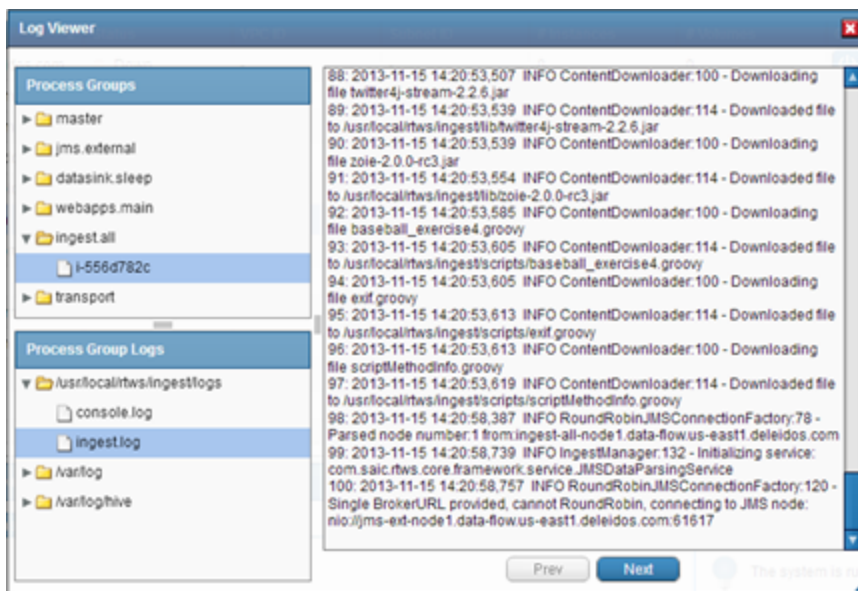 Log Viewer
Process Groups
master
jms.external
datasink.sleep
webapps.main
ingest.all
i-556d782c
transport
Process Group Logs
/usr/local/rtws/ingest/logs
console.log
ingest.log
/var/log
/var/log/hive
88: 2013-11-15 14:20:53,507 INFO ContentDownloader:100 - Downloading
file twitter4j-stream-2.2.6.jar
89: 2013-11-15 14:20:53,539 INFO ContentDownloader:114 - Downloaded file
to /usr/local/rtws/ingest/lib/twitter4j-stream-2.2.6.jar
90: 2013-11-15 14:20:53,539 INFO ContentDownloader:100 - Downloading
file zoie-2.0.0-rc3.jar
91: 2013-11-15 14:20:53,554 INFO ContentDownloader:114 - Downloaded file
to /usr/local/rtws/ingest/lib/zoie-2.0.0-rc3.jar
92: 2013-11-15 14:20:53,585 INFO ContentDownloader:100 - Downloading
file baseball_exercise4.groovy
93: 2013-11-15 14:20:53,605 INFO ContentDownloader:114 - Downloaded file
to /usr/local/rtws/ingest/scripts/baseball_exercise4.groovy
94: 2013-11-15 14:20:53,605 INFO ContentDownloader:100 - Downloading
file exif.groovy
95: 2013-11-15 14:20:53,613 INFO ContentDownloader:114 - Downloaded file
to /usr/local/rtws/ingest/scripts/exif.groovy
96: 2013-11-15 14:20:53,613 INFO ContentDownloader:100 - Downloading
file scriptMethodInfo.groovy
97: 2013-11-15 14:20:53,619 INFO ContentDownloader:114 - Downloaded file
to /usr/local/rtws/ingest/scripts/scriptMethodInfo.groovy
98: 2013-11-15 14:20:58,387 INFO RoundRobinJMSConnectionFactory:78 -
Parsed node number:1 from:ingest-all-node1.data-flow.us-east1.deleidos.com
99: 2013-11-15 14:20:58,739 INFO IngestManager:132 - Initializing service:
com.saic.rtws.core.framework.service.JMSDataParsingService
100: 2013-11-15 14:20:58,757 INFO RoundRobinJMSConnectionFactory:120 -
Single BrokerURL provided, cannot RoundRobin, connecting to JMS node:
nio://jms-ext-node1.data-flow.us-east1.deleidos.com:61617
Prev
Next
The system is